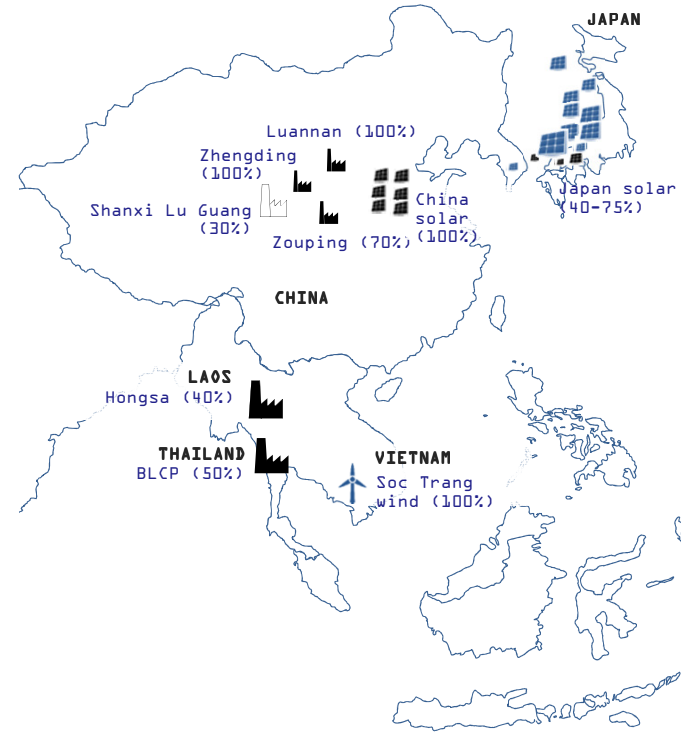 JAPAN
Luannan (100%)
Zhengding
(100%)
Shanxi Lu Guang
(30%)
Zouping (70%)
China
solar
(100%)
Japan solar
(40-75%)
CHINA
LAOS
Hongsa (40%)
THAILAND
BLCP (50%)
VIETNAM
Soc Trang
wind (100%)